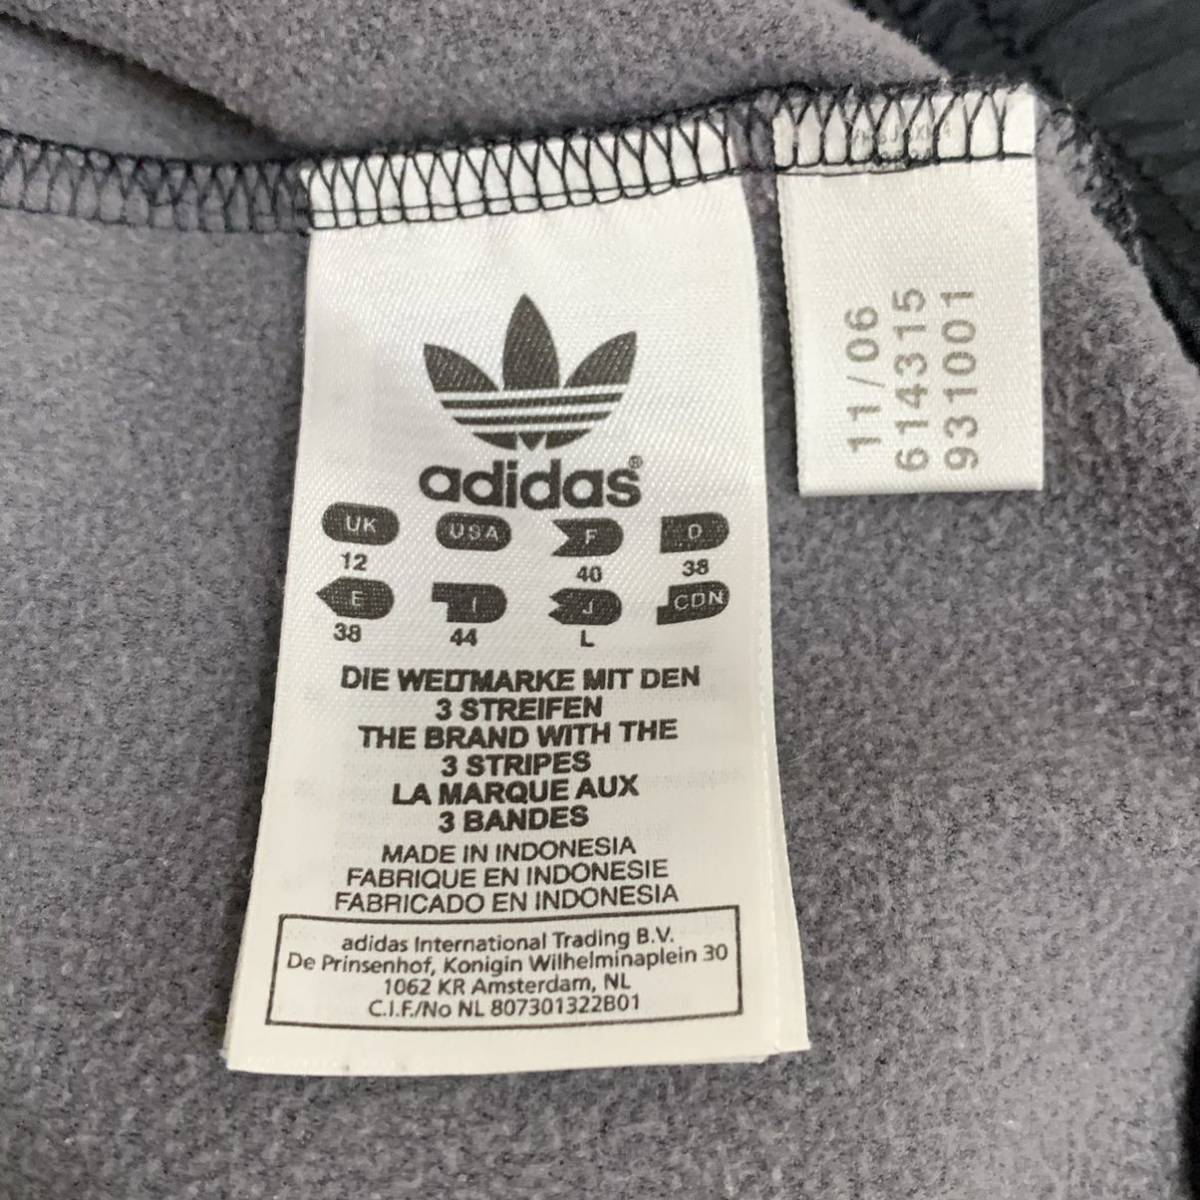 adidas®
UK USA F D
12 40 38
E I J CDN
38 44 L
DIE WELTMARKE MIT DEN
3 STREIFEN
THE BRAND WITH THE
3 STRIPES
LA MARQUE AUX
3 BANDES
MADE IN INDONESIA
FABRIQUE EN INDONESIE
FABRICADO EN INDONESIA
adidas International Trading B.V.
De Prinsenhof, Konigin Wilhelminaplein 30
1062 KR Amsterdam, NL
C.I.F./No NL 807301322B01
11/06
614315
931001